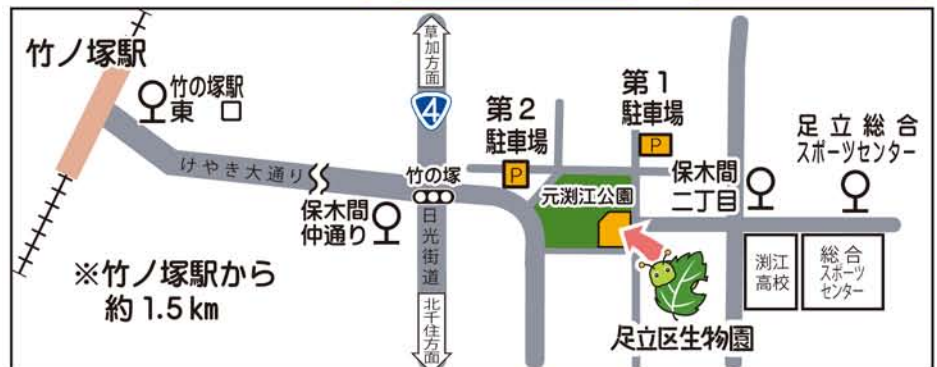 竹ノ塚駅
竹の塚駅
東口
けやき大通り
保木間
仲通り
※竹ノ塚駅から
約1.5km
草加方面
4
竹の塚
日光街道
北千住方面
第2
駐車場
P
第1
駐車場
P
元渕江公園
保木間
二丁目
足立総合
スポーツセンター
渕江
高校
総合
スポーツ
センター
足立区生物園